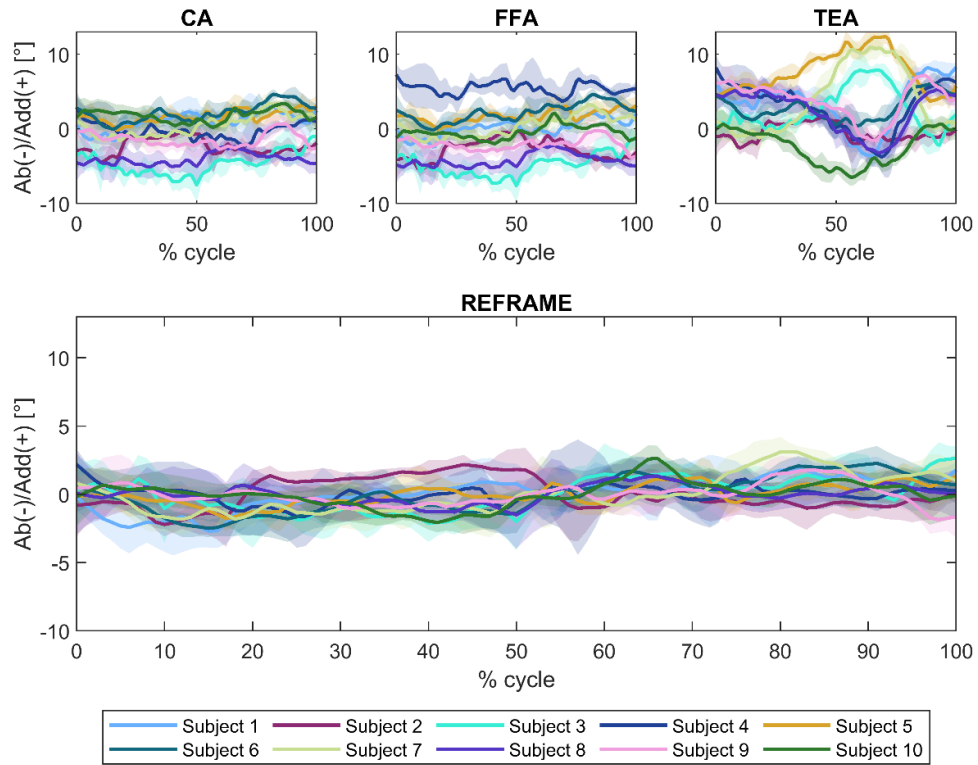 CA FFA TEA
Ab(-)/Add(+) [°]
10 10 10
0 0 0
-10 -10 -10
0 50 100 0 50 100 0 50 100
% cycle % cycle % cycle
REFRAME
Ab(-)/Add(+) [°]
10
5
0
-5
-10
0 10 20 30 40 50 60 70 80 90 100
% cycle
Subject 1 Subject 2 Subject 3 Subject 4 Subject 5
Subject 6 Subject 7 Subject 8 Subject 9 Subject 10